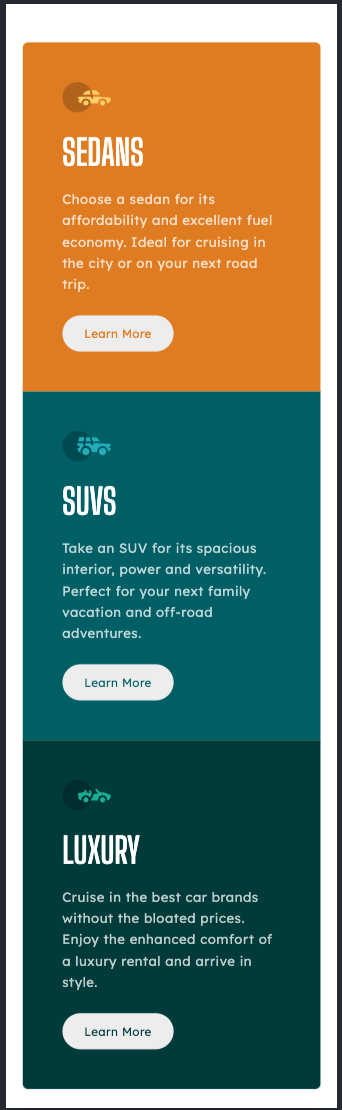 SEDANS
Choose a sedan for its
affordability and excellent fuel
economy. Ideal for cruising in
the city or on your next road
trip.
Learn More
SUVS
Take an SUV for its spacious
interior, power and versatility.
Perfect for your next family
vacation and off-road
adventures.
Learn More
LUXURY
Cruise in the best car brands
without the bloated prices.
Enjoy the enhanced comfort of
a luxury rental and arrive in
style.
Learn More